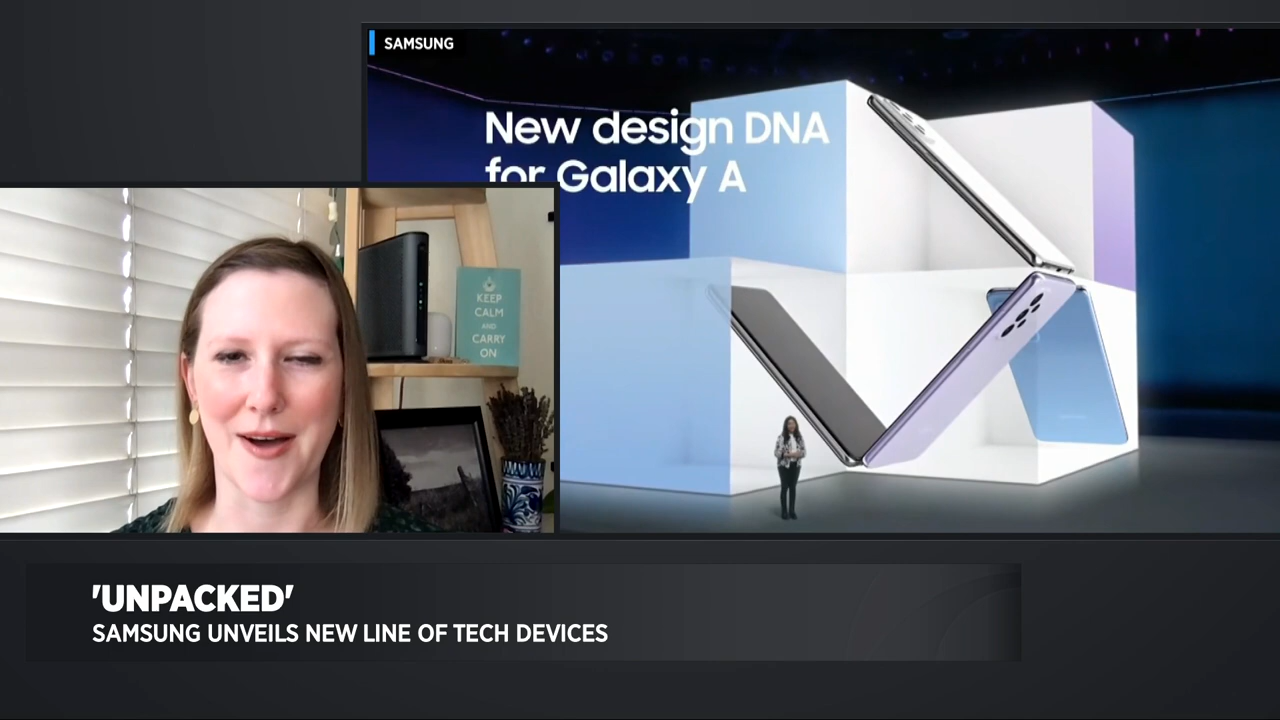 SAMSUNG
New design DNA
for Galaxy A
KEEP
CALM
AND
CARRY
ON
'UNPACKED'
SAMSUNG UNVEILS NEW LINE OF TECH DEVICES